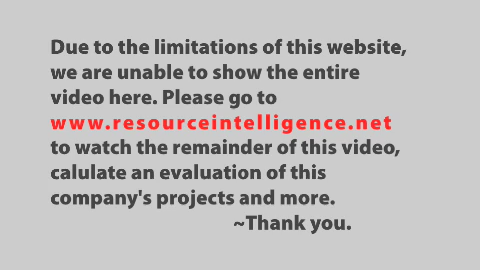 Due to the limitations of this website,
we are unable to show the entire
video here. Please go to
www.resourceintelligence.net
to watch the remainder of this video,
calulate an evaluation of this
company's projects and more.
~Thank you.